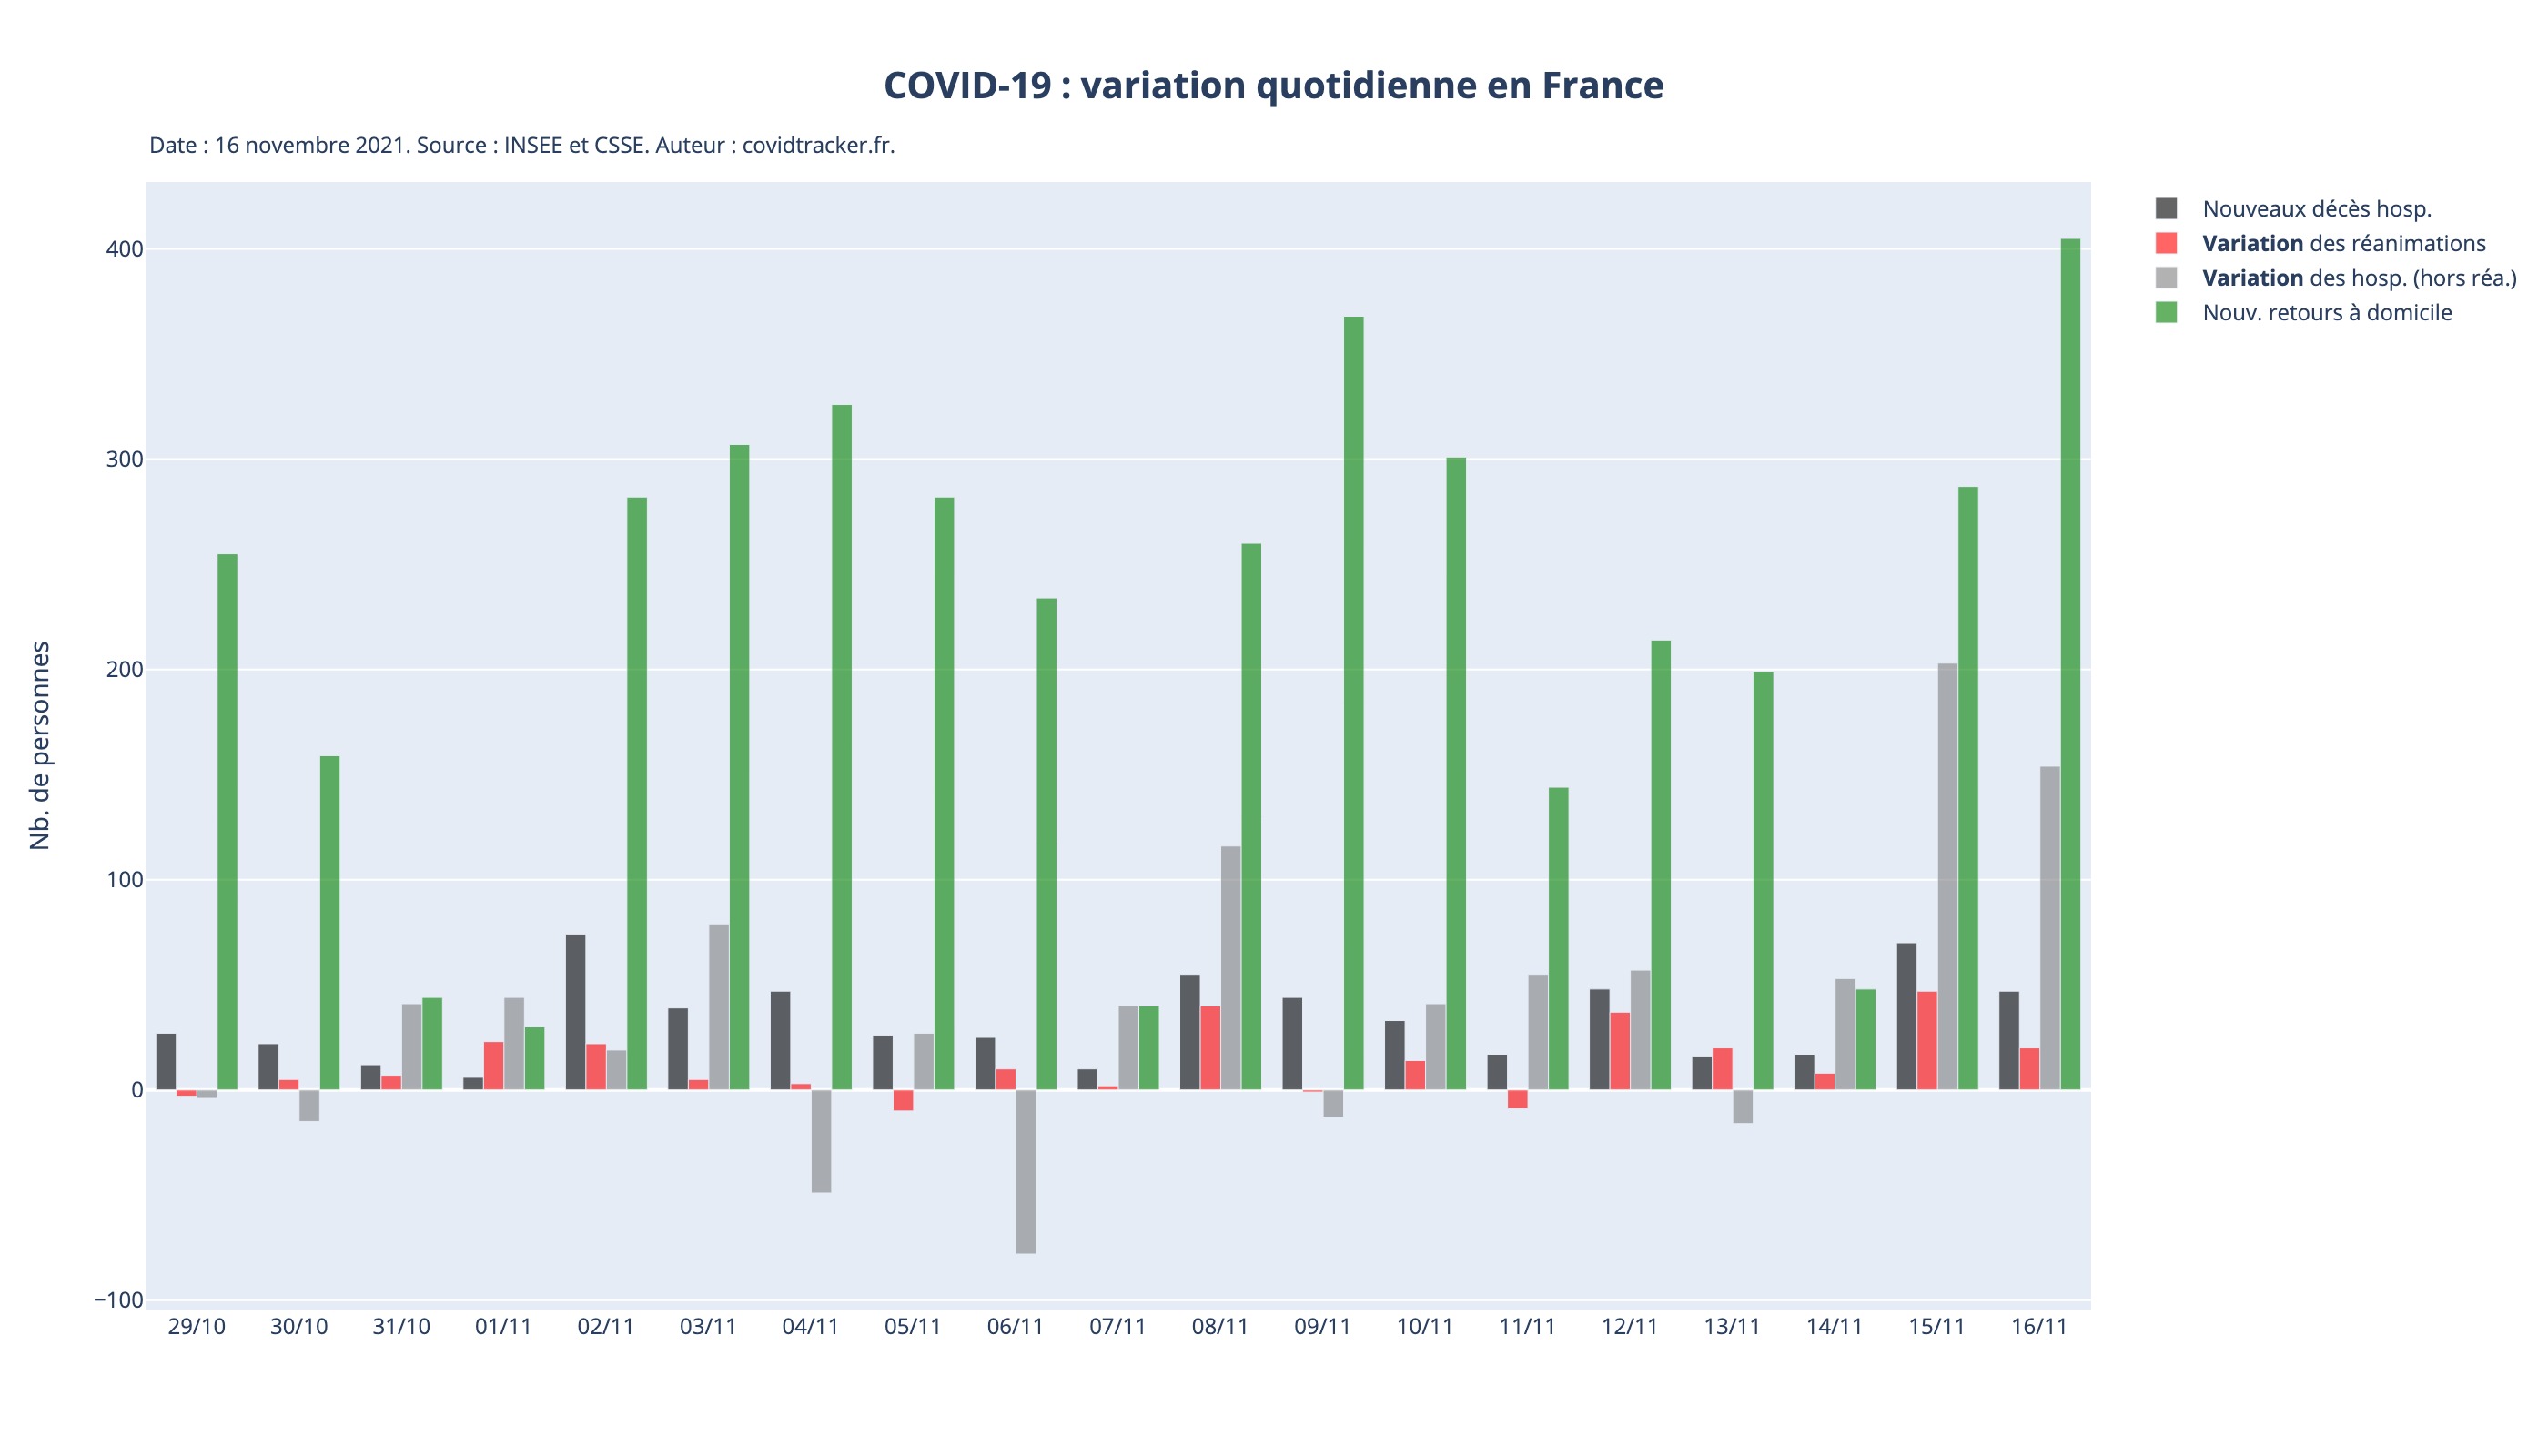 COVID-19 : variation quotidienne en France
Date : 16 novembre 2021. Source : INSEE et CSSE. Auteur : covidtracker.fr.
Nouveaux décès hosp.
Variation des réanimations
Variation des hosp. (hors réa.)
Nouv. retours à domicile
Nb. de personnes
400
300
200
100
0
−100
29/10 30/10 31/10 01/11 02/11 03/11 04/11 05/11 06/11 07/11 08/11 09/11 10/11 11/11 12/11 13/11 14/11 15/11 16/11